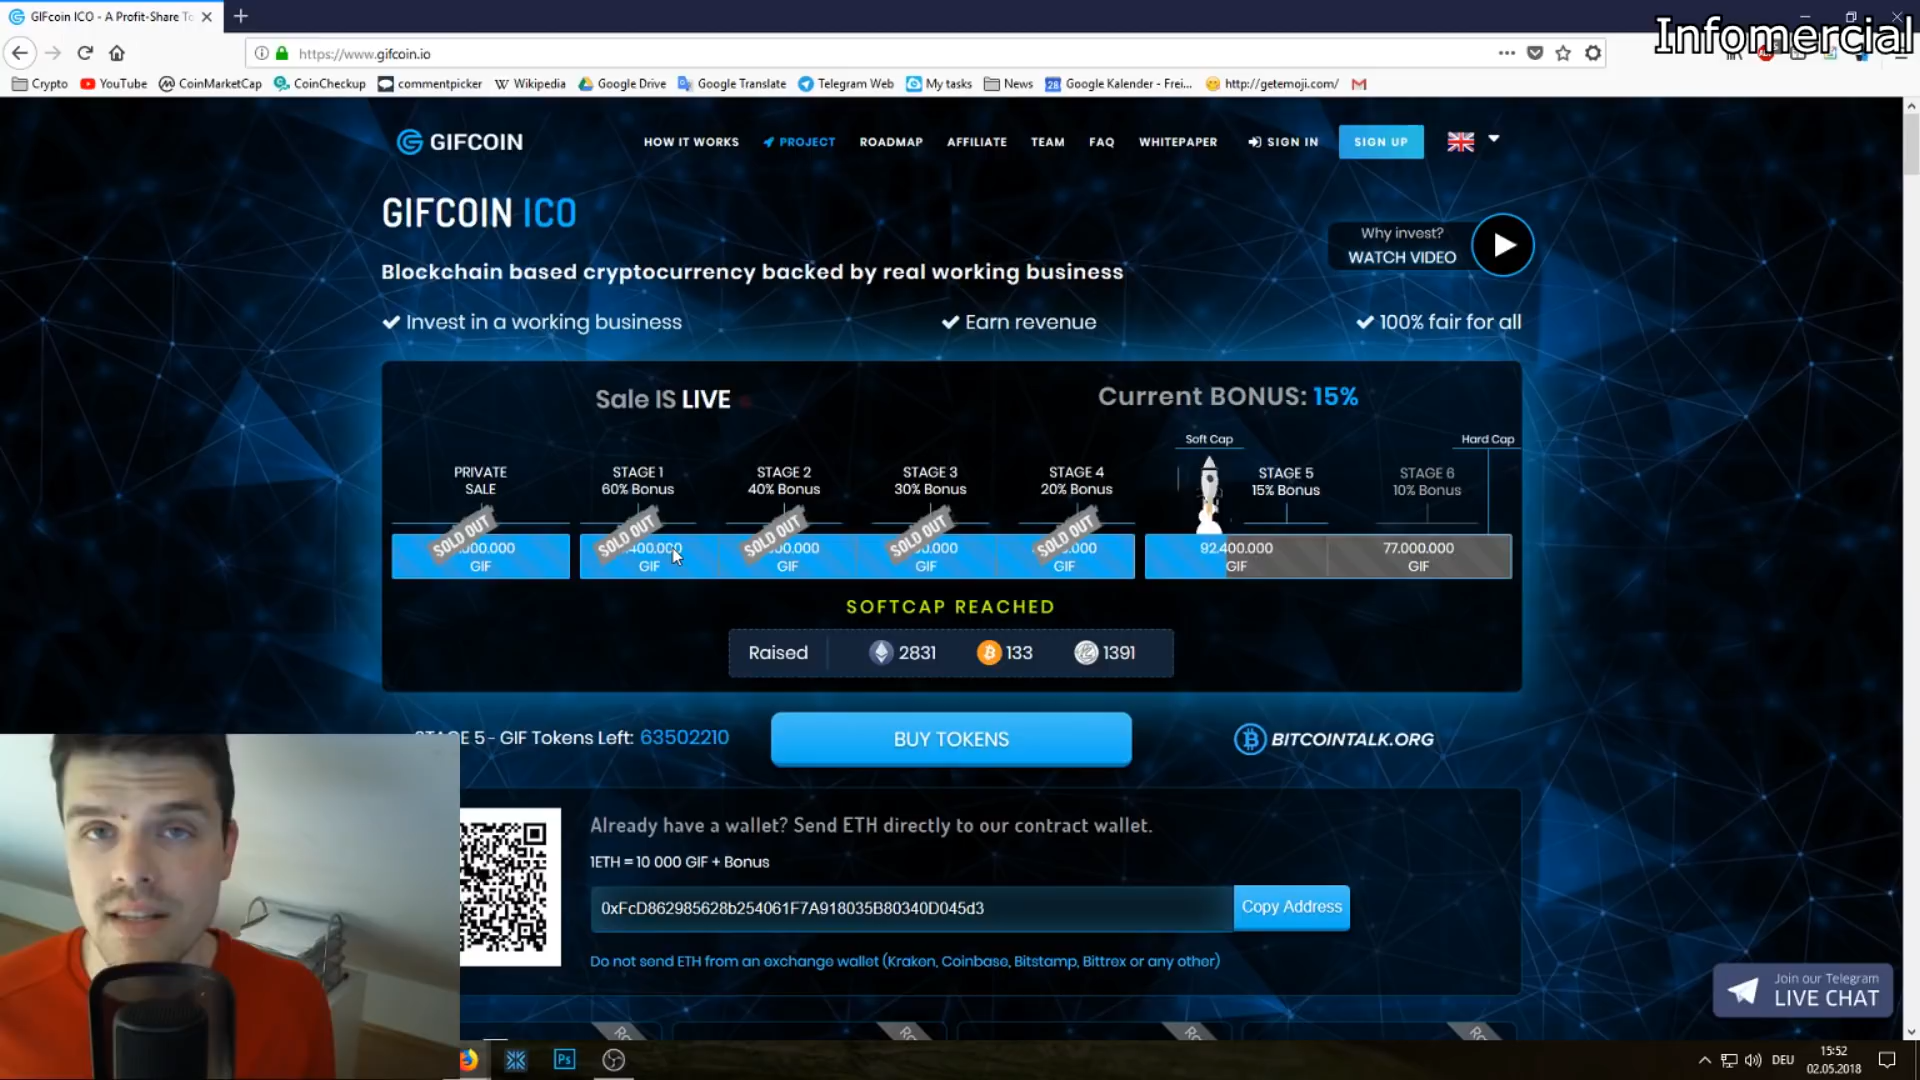 GIFcoin ICO - A Profit-Share To
Infomercial
https://www.gifcoin.io
Crypto
YouTube
CoinMarketCap
CoinCheckup
commentpicker
Wikipedia
Google Drive
Google Translate
Telegram Web
My tasks
News
Google Kalender - Frei...
http://getemoji.com/
GIFCOIN
HOW IT WORKS
PROJECT
ROADMAP
AFFILIATE
TEAM
FAQ
WHITEPAPER
SIGN IN
SIGN UP
GIFCOIN ICO
Why invest?
WATCH VIDEO
Blockchain based cryptocurrency backed by real working business
Invest in a working business
Earn revenue
100% fair for all
Sale IS LIVE
Current BONUS: 15%
Soft Cap
Hard Cap
PRIVATE
SALE
STAGE 1
60% Bonus
STAGE 2
40% Bonus
STAGE 3
30% Bonus
STAGE 4
20% Bonus
STAGE 5
15% Bonus
STAGE 6
10% Bonus
SOLD OUT
SOLD OUT
SOLD OUT
SOLD OUT
SOLD OUT
GIF
GIF
GIF
GIF
GIF
92.400.000
GIF
77.000.000
GIF
SOFTCAP REACHED
Raised
2831
133
1391
STAGE 5 - GIF Tokens Left: 63502210
BUY TOKENS
BITCOINTALK.ORG
Already have a wallet? Send ETH directly to our contract wallet.
1ETH = 10 000 GIF + Bonus
0xFcD862985628b254061F7A918035B80340D045d3
Copy Address
Do not send ETH from an exchange wallet (Kraken, Coinbase, Bitstamp, Bittrex or any other)
Join our Telegram
LIVE CHAT
Ps
DEU
15:52
02.05.2018